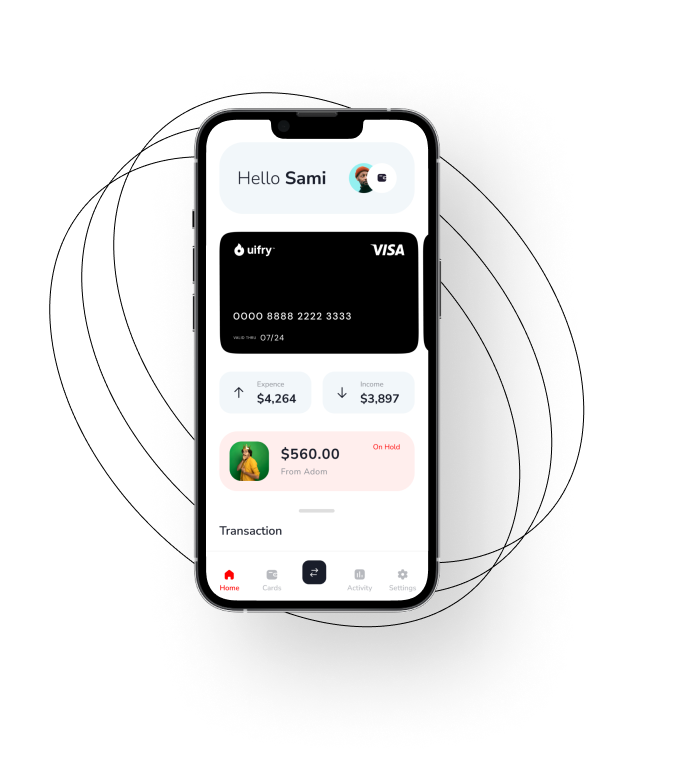 Hello Sami
uifry™
VISA
0000 8888 2222 3333
VALID THRU 07/24
Expence
$4,264
Income
$3,897
On Hold
$560.00
From Adom
Transaction
Home
Cards
Activity
Settings